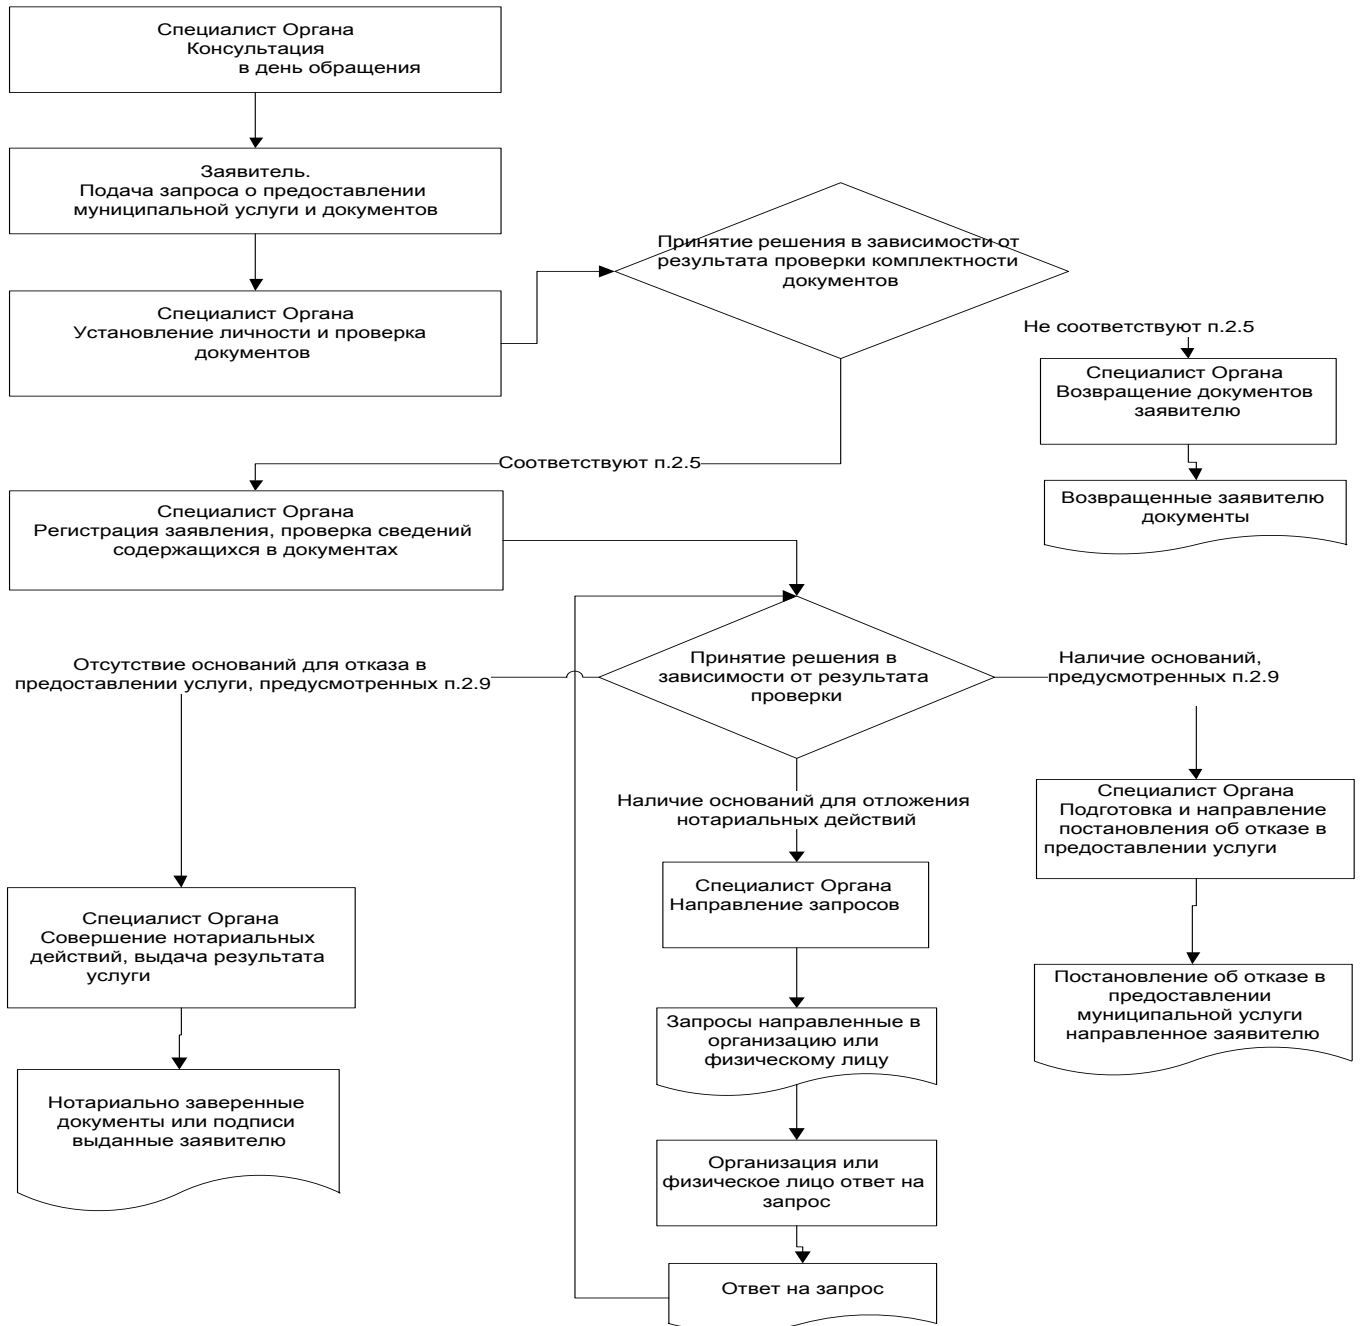 Специалист Органа
Консультация
в день обращения
Заявитель.
Подача запроса о предоставлении
муниципальной услуги и документов
Специалист Органа
Установление личности и проверка
документов
Принятие решения в зависимости от
результата проверки комплектности
документов
Не соответствуют п.2.5
Специалист Органа
Возвращение документов
заявителю
Возвращенные заявителю
документы
Соответствуют п.2.5
Специалист Органа
Регистрация заявления, проверка сведений
содержащихся в документах
Принятие решения в
зависимости от результата
проверки
Отсутствие оснований для отказа в
предоставлении услуги, предусмотренных п.2.9
Наличие оснований,
предусмотренных п.2.9
Наличие оснований для отложения
нотариальных действий
Специалист Органа
Подготовка и направление
постановления об отказе в
предоставлении услуги
Специалист Органа
Направление запросов
Специалист Органа
Совершение нотариальных
действий, выдача результата
услуги
Постановление об отказе в
предоставлении
муниципальной услуги
направленное заявителю
Запросы направленные в
организацию или
физическому лицу
Нотариально заверенные
документы или подписи
выданные заявителю
Организация или
физическое лицо ответ на
запрос
Ответ на запрос